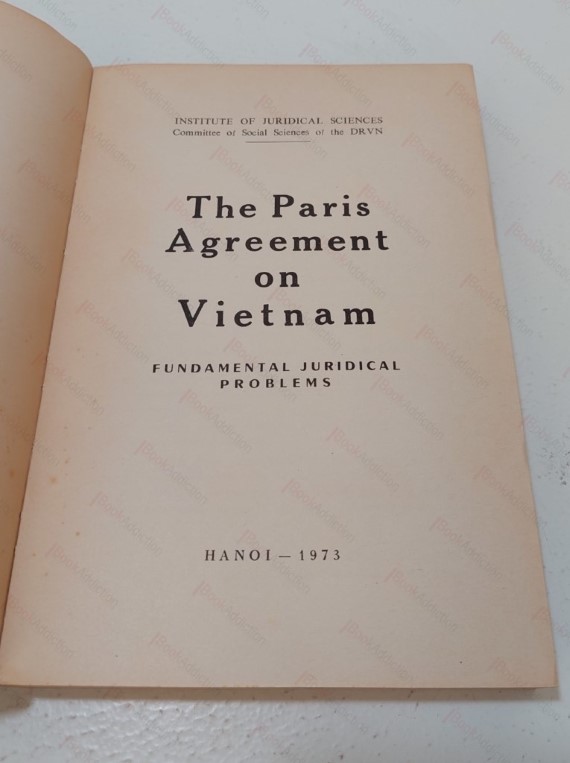 INSTITUTE OF JURIDICAL SCIENCES
Committee of Social Sciences of the DRVN
The Paris
Agreement
on
Vietnam
FUNDAMENTAL JURIDICAL
PROBLEMS
HANOI — 1973
BookAddiction